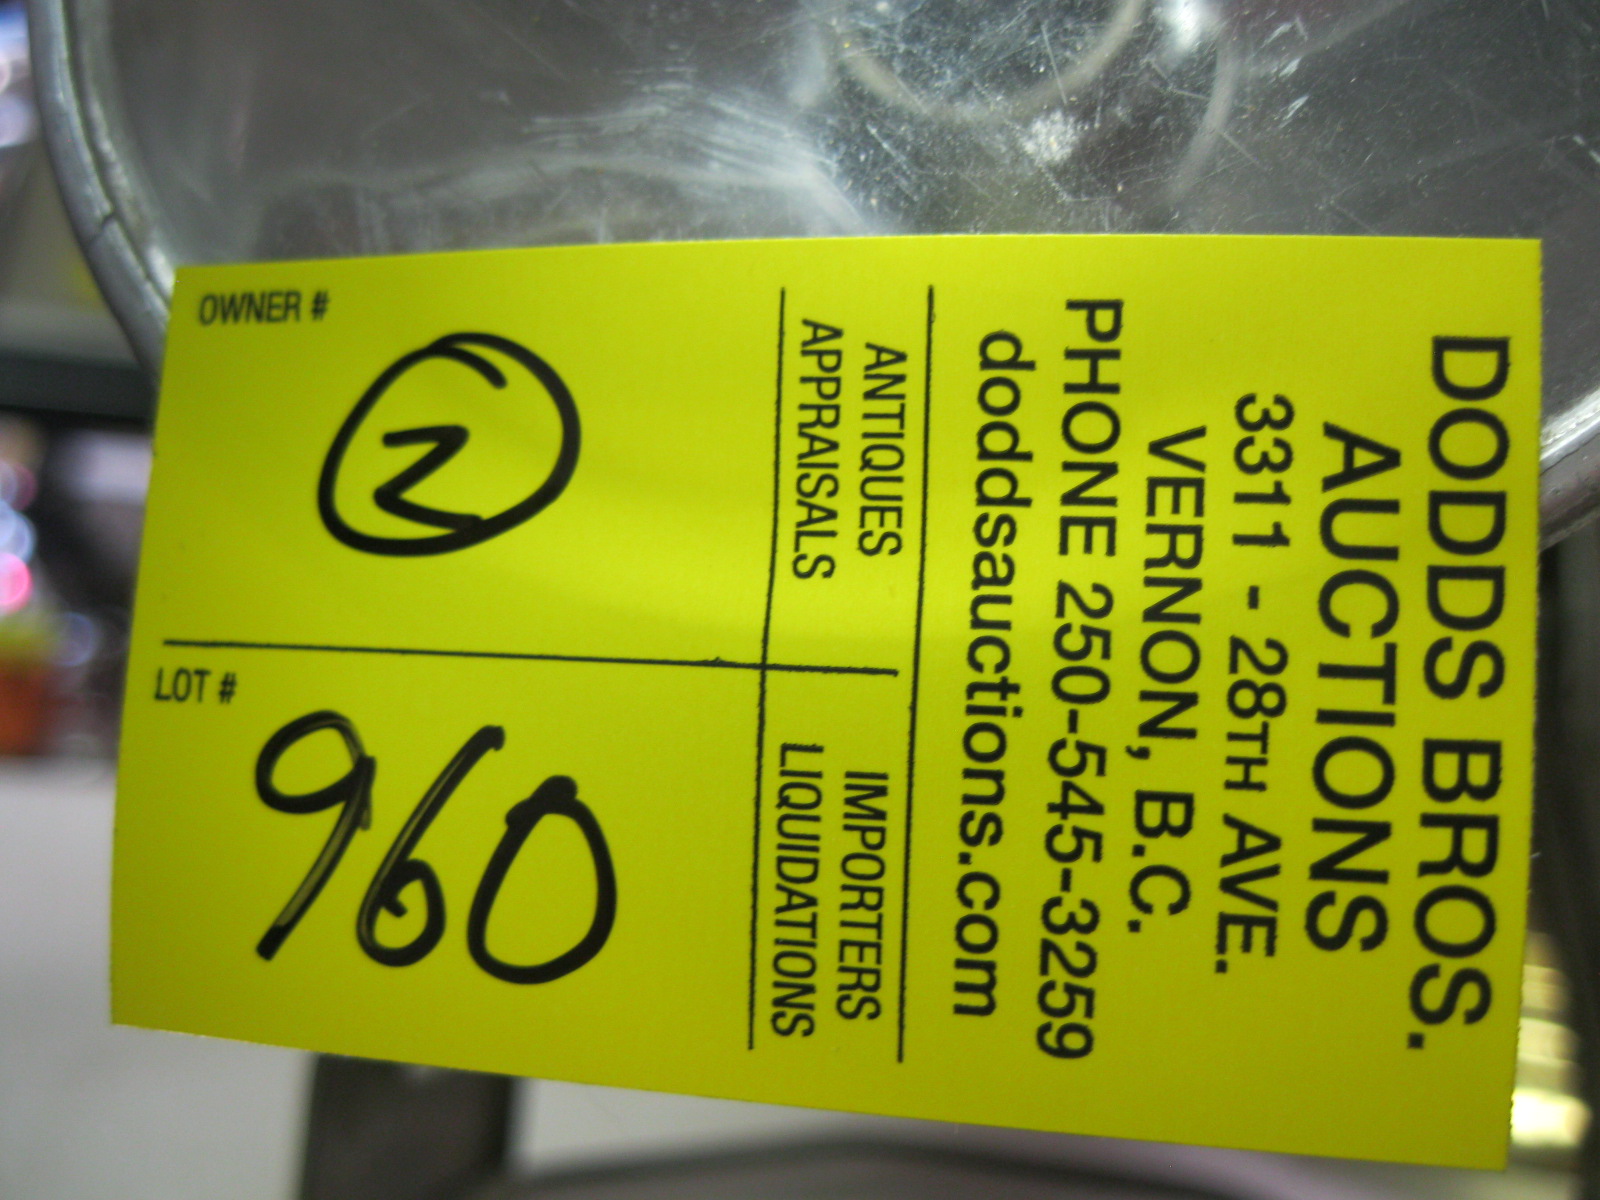 DODDS BROS.
AUCTIONS
3311 - 28TH AVE.
VERNON, B.C.
PHONE 250-545-3259
doddsauctions.com
ANTIQUES
APPRAISALS
IMPORTERS
LIQUIDATIONS
OWNER #
LOT #
960